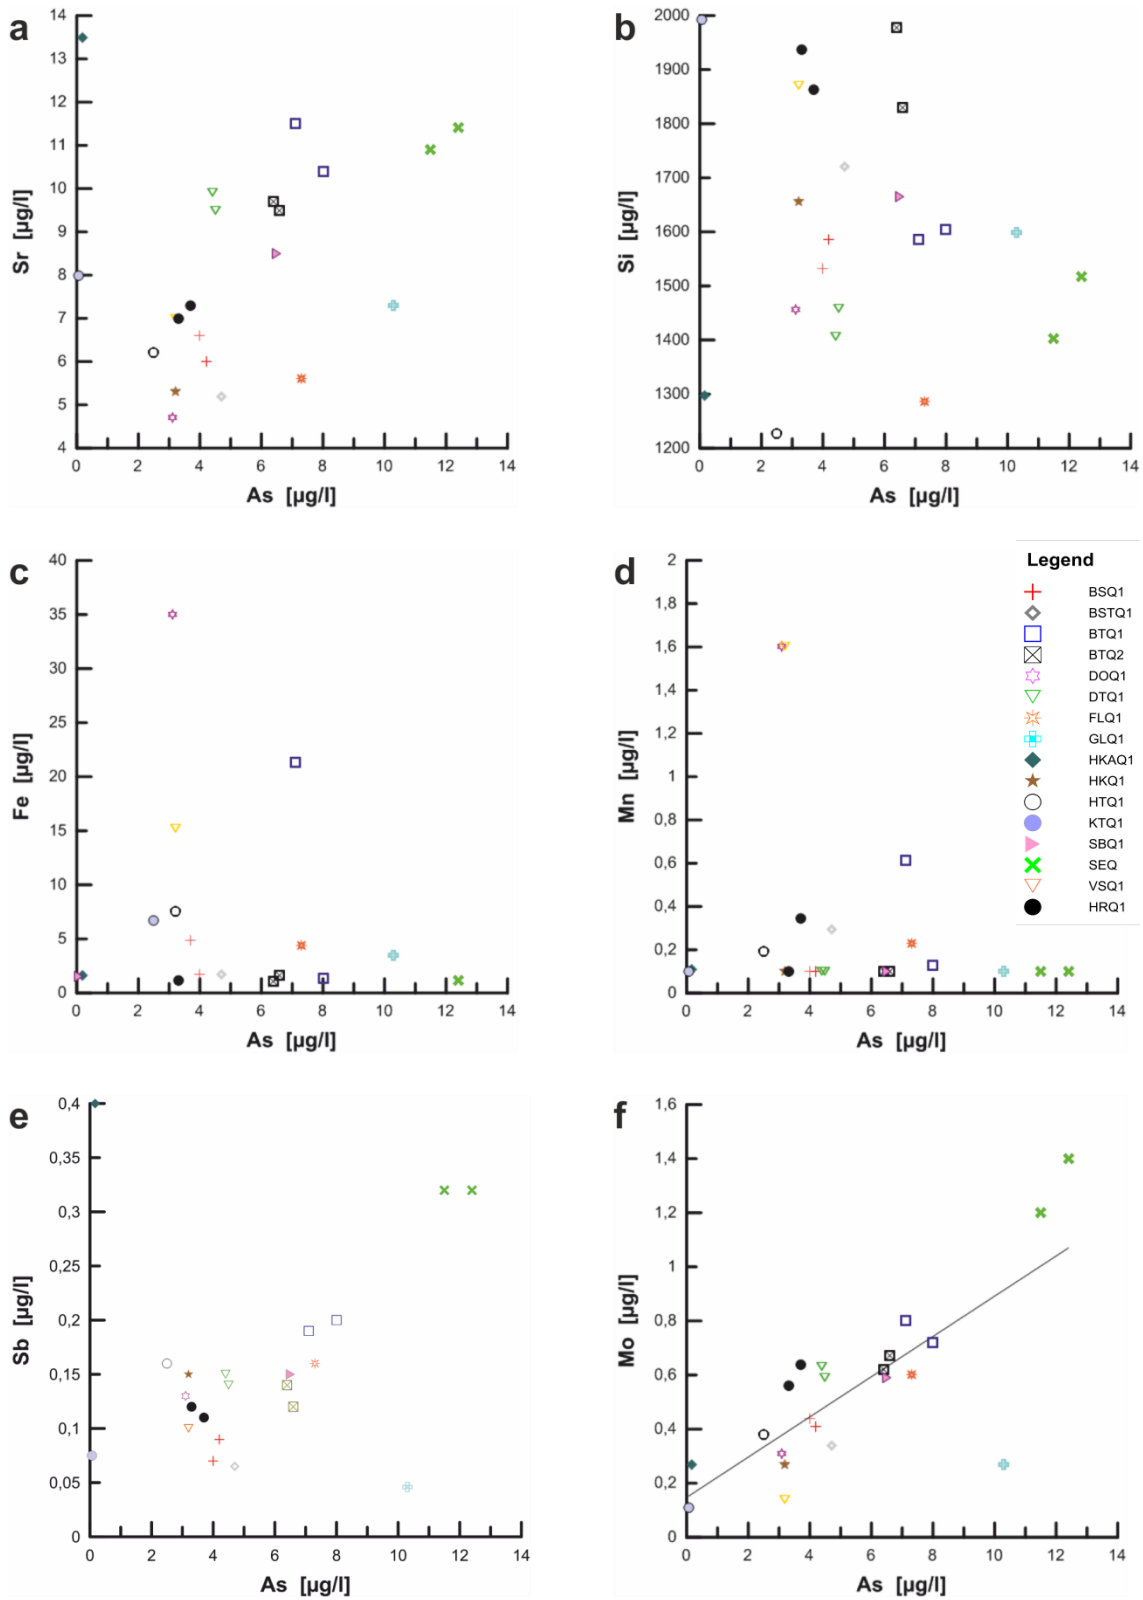 a
14
13
12
11
10
9
8
7
6
5
4
Sr [µg/l]
0 2 4 6 8 10 12 14
As [µg/l]
b
2000
1900
1800
1700
1600
1500
1400
1300
1200
Si [µg/l]
0 2 4 6 8 10 12 14
As [µg/l]
c
40
35
30
25
20
15
10
5
0
Fe [µg/l]
0 2 4 6 8 10 12 14
As [µg/l]
d
2
1,8
1,6
1,4
1,2
1
0,8
0,6
0,4
0,2
0
Mn [µg/l]
0 2 4 6 8 10 12 14
As [µg/l]
Legend
BSQ1
BSTQ1
BTQ1
BTQ2
DOQ1
DTQ1
FLQ1
GLQ1
HKAQ1
HKQ1
HTQ1
KTQ1
SBQ1
SEQ
VSQ1
HRQ1
e
0,4
0,35
0,3
0,25
0,2
0,15
0,1
0,05
0
Sb [µg/l]
0 2 4 6 8 10 12 14
As [µg/l]
f
1,6
1,4
1,2
1
0,8
0,6
0,4
0,2
0
Mo [µg/l]
0 2 4 6 8 10 12 14
As [µg/l]